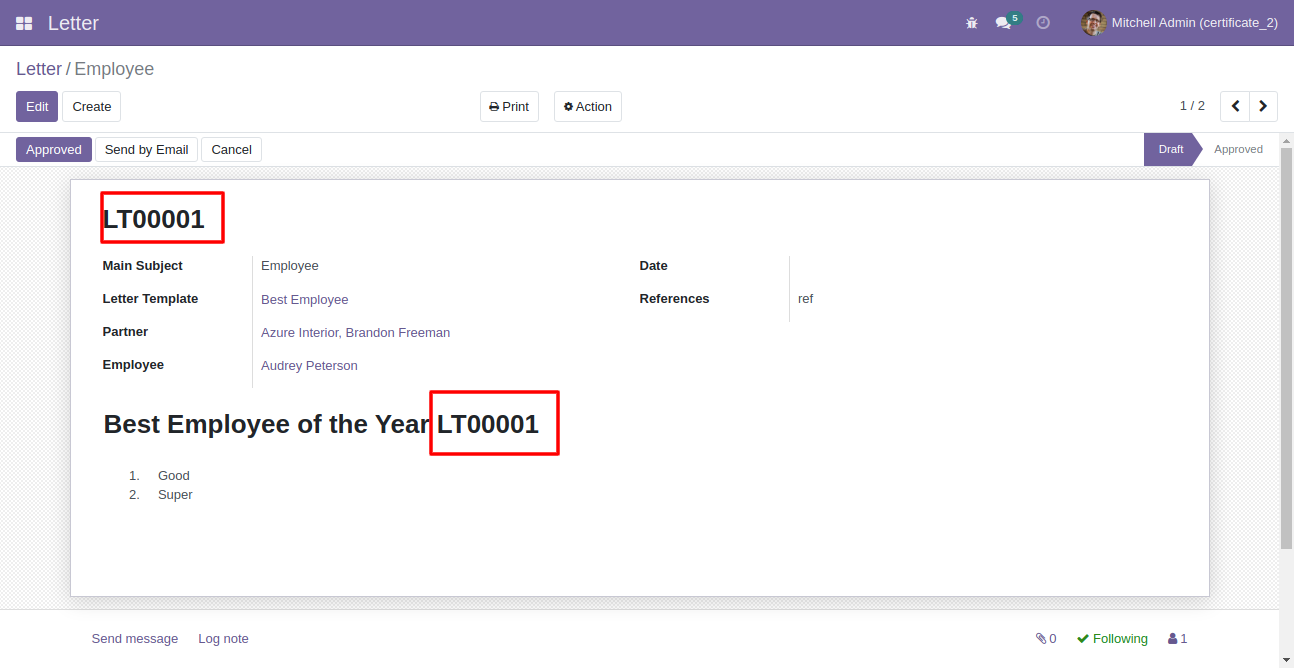 Letter 5 Mitchell Admin (certificate_2)
Letter / Employee
Edit Create Print Action 1 / 2
Approved Send by Email Cancel Draft Approved
LT00001
Main Subject Employee Date
Letter Template Best Employee References ref
Partner Azure Interior, Brandon Freeman
Employee Audrey Peterson
Best Employee of the Year LT00001
1. Good
2. Super
Send message Log note 0 Following 1